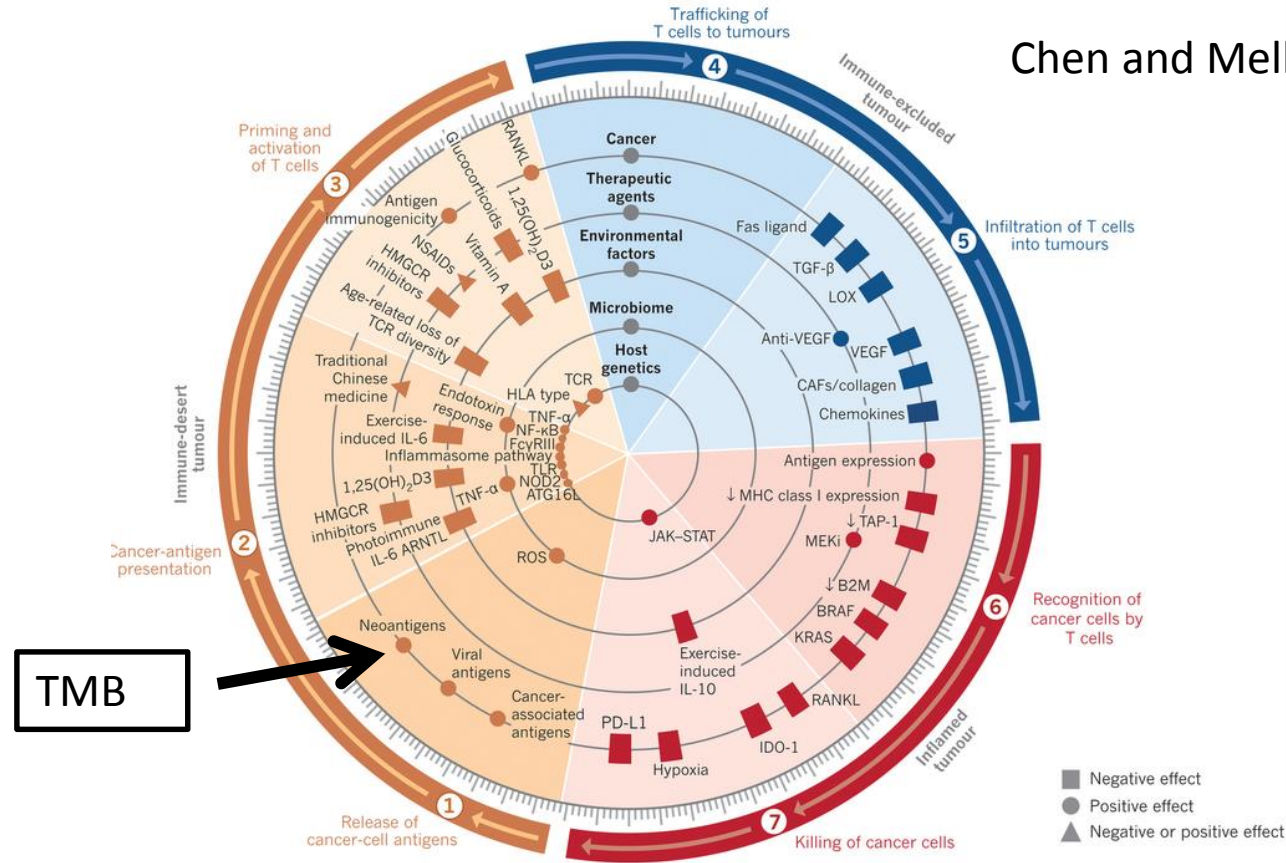 Trafficking of
T cells to tumours
4
Chen and Mell
Immune-excluded
tumour
Priming and
activation
of T cells
3
RANKL
Glucocorticoids
1,25(OH)₂D3
Antigen
immunogenicity
NSAIDs
HMGCR
inhibitors
Vitamin A
Age-related loss of
TCR diversity
Cancer
Therapeutic
agents
Environmental
factors
Microbiome
Host
genetics
Fas ligand
TGF-β
LOX
5
Infiltration of T cells
into tumours
Anti-VEGF
VEGF
CAFs/collagen
Chemokines
Immune-desert
tumour
Traditional
Chinese
medicine
Endotoxin
response
TCR
HLA type
TNF-α
NF-κB
FcγRIII
Inflammasome pathway
TLR
NOD2
ATG16L
Exercise-
induced IL-6
1,25(OH)₂D3
TNF-α
HMGCR
inhibitors
Photoimmune
IL-6 ARNTL
2
Cancer-antigen
presentation
ROS
JAK–STAT
Antigen expression
↓ MHC class I expression
↓ TAP-1
MEKi
↓ B2M
BRAF
KRAS
6
Recognition of
cancer cells by
T cells
TMB
Neoantigens
Viral
antigens
Cancer-
associated
antigens
Exercise-
induced
IL-10
RANKL
IDO-1
PD-L1
Hypoxia
Inflamed
tumour
1
Release of
cancer-cell antigens
7
Killing of cancer cells
Negative effect
Positive effect
Negative or positive effect